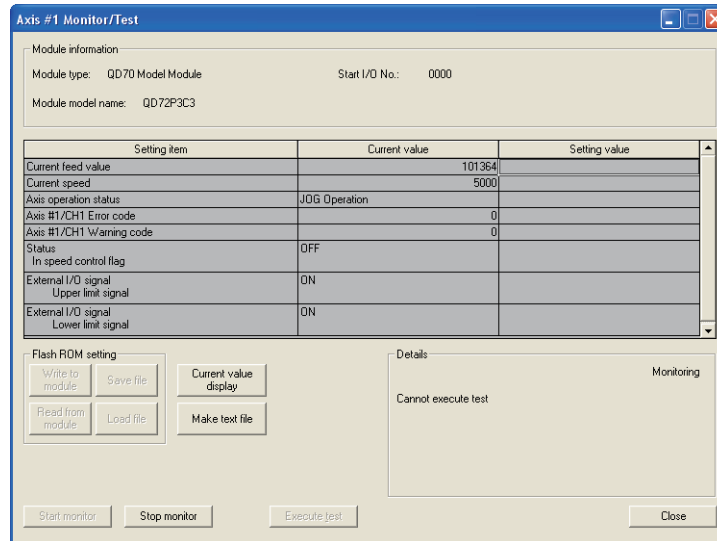 Axis #1 Monitor/Test
Module information
Module type: QD70 Model Module Start I/O No.: 0000
Module model name: QD72P3C3
Setting item Current value Setting value
Current feed value 101364
Current speed 5000
Axis operation status JOG Operation
Axis #1/CH1 Error code 0
Axis #1/CH1 Warning code 0
Status OFF
In speed control flag
External I/O signal ON
Upper limit signal
External I/O signal ON
Lower limit signal
Flash ROM setting
Write to
module
Save file
Current value
display
Read from
module
Load file
Make text file
Details
Monitoring
Cannot execute test
Start monitor Stop monitor Execute test Close